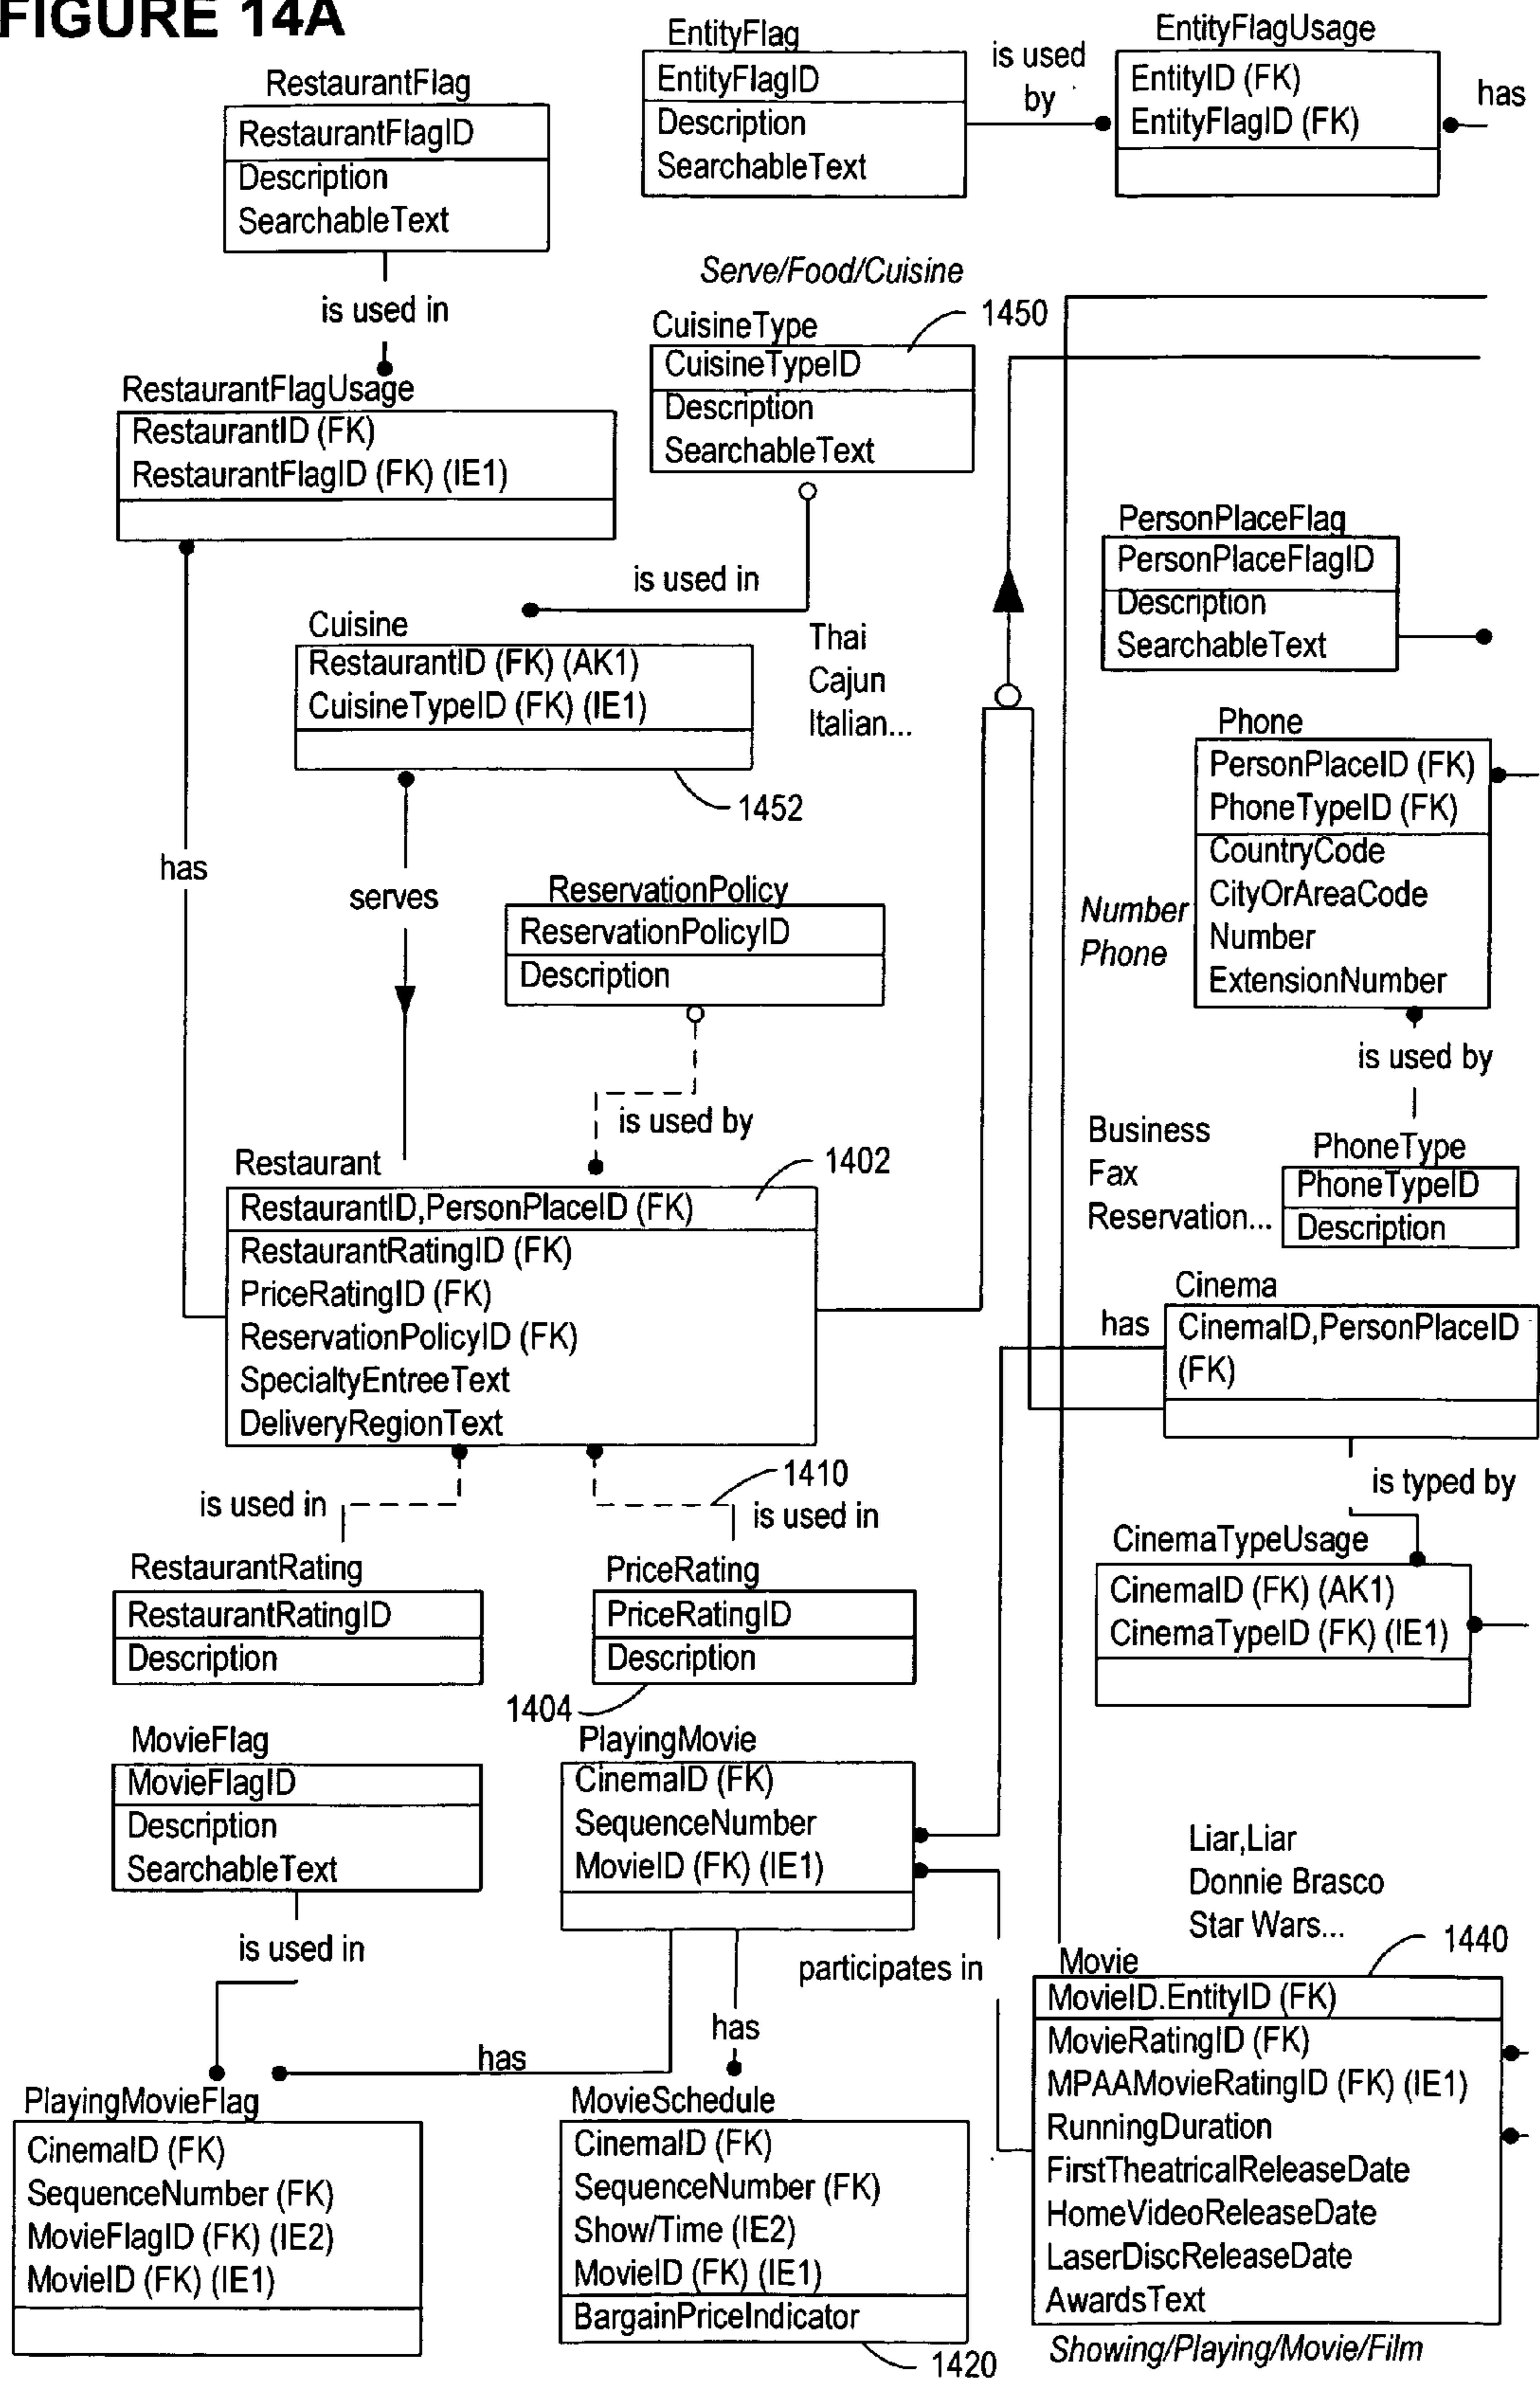 FIGURE 14A
EntityFlag
EntityFlagID
Description
SearchableText
is used
by
EntityFlagUsage
EntityID (FK)
EntityFlagID (FK)
has
RestaurantFlag
RestaurantFlagID
Description
SearchableText
is used in
Serve/Food/Cuisine
1450
CuisineType
CuisineTypeID
Description
SearchableText
RestaurantFlagUsage
RestaurantID (FK)
RestaurantFlagID (FK) (IE1)
is used in
PersonPlaceFlag
PersonPlaceFlagID
Description
SearchableText
Cuisine
RestaurantID (FK) (AK1)
CuisineTypeID (FK) (IE1)
1452
Thai
Cajun
Italian...
has
serves
Phone
PersonPlaceID (FK)
PhoneTypeID (FK)
CountryCode
CityOrAreaCode
Number
ExtensionNumber
Number
Phone
ReservationPolicy
ReservationPolicyID
Description
is used by
is used by
Business
Fax
Reservation...
PhoneType
PhoneTypeID
Description
Restaurant
1402
RestaurantID,PersonPlaceID (FK)
RestaurantRatingID (FK)
PriceRatingID (FK)
ReservationPolicyID (FK)
SpecialtyEntreeText
DeliveryRegionText
Cinema
has
CinemaID,PersonPlaceID
(FK)
is used in
1410
is used in
is typed by
RestaurantRating
RestaurantRatingID
Description
PriceRating
PriceRatingID
Description
1404
CinemaTypeUsage
CinemaID (FK) (AK1)
CinemaTypeID (FK) (IE1)
MovieFlag
MovieFlagID
Description
SearchableText
is used in
PlayingMovie
CinemaID (FK)
SequenceNumber
MovieID (FK) (IE1)
participates in
has
has
Liar,Liar
Donnie Brasco
Star Wars...
1440
Movie
MovieID.EntityID (FK)
MovieRatingID (FK)
MPAAMovieRatingID (FK) (IE1)
RunningDuration
FirstTheatricalReleaseDate
HomeVideoReleaseDate
LaserDiscReleaseDate
AwardsText
Showing/Playing/Movie/Film
PlayingMovieFlag
CinemaID (FK)
SequenceNumber (FK)
MovieFlagID (FK) (IE2)
MovieID (FK) (IE1)
MovieSchedule
CinemaID (FK)
SequenceNumber (FK)
Show/Time (IE2)
MovieID (FK) (IE1)
BargainPriceIndicator
1420